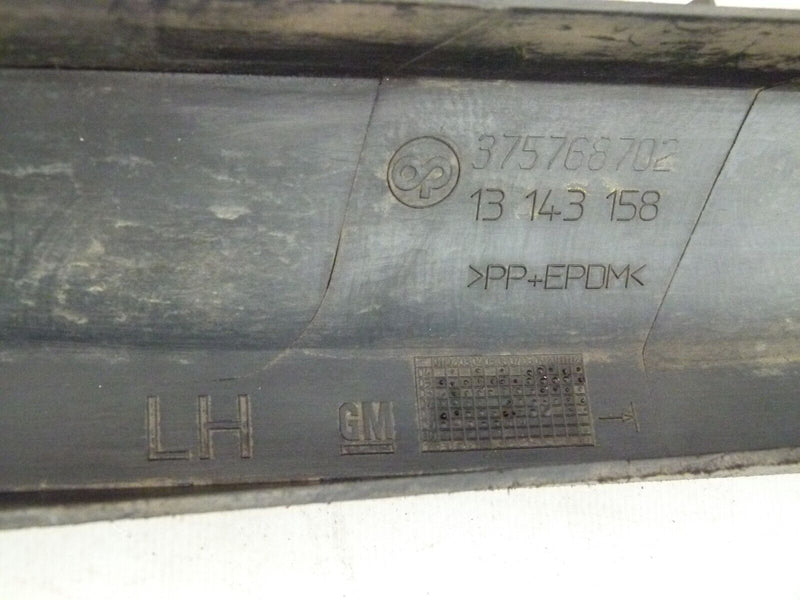 375768702
13 143 158
>PP+EPDM<
LH
GM